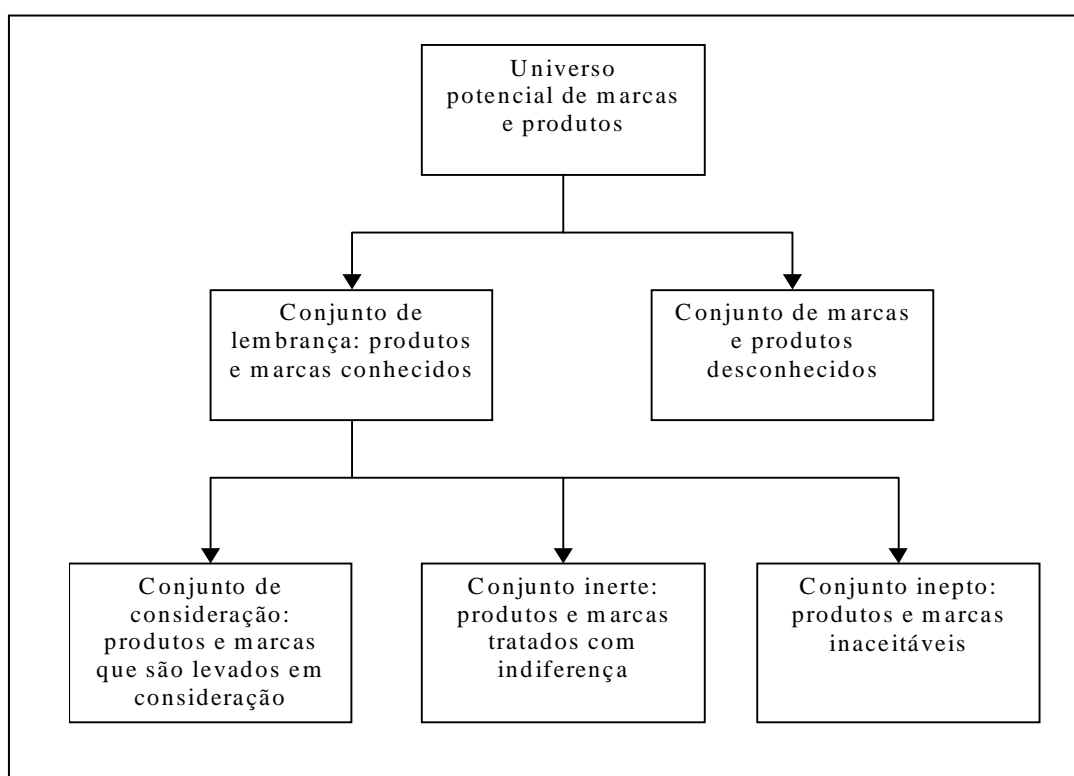 Universo
potencial de marcas
e produtos
Conjunto de
lembrança: produtos
e marcas conhecidos
Conjunto de marcas
e produtos
desconhecidos
Conjunto de
consideração:
produtos e marcas
que são levados em
consideração
Conjunto inerte:
produtos e marcas
tratados com
indiferença
Conjunto inepto:
produtos e marcas
inaceitáveis